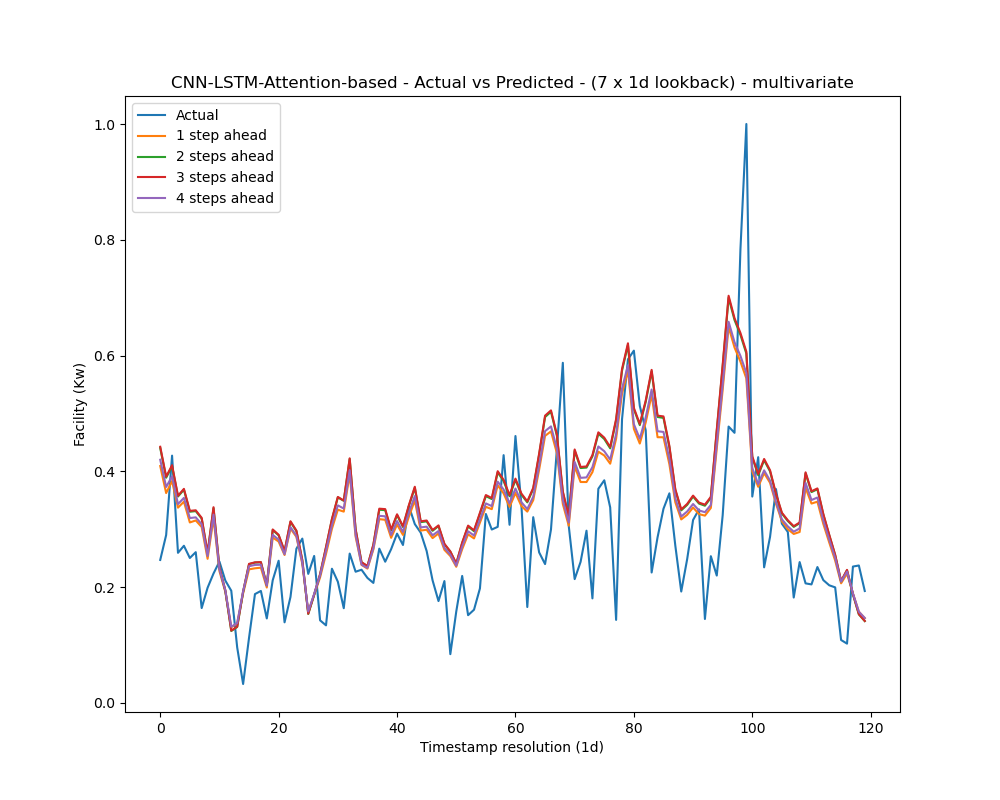 CNN-LSTM-Attention-based - Actual vs Predicted - (7 x 1d lookback) - multivariate
Actual
1 step ahead
2 steps ahead
3 steps ahead
4 steps ahead
1.0
0.8
0.6
0.4
0.2
0.0
Facility (Kw)
0 20 40 60 80 100 120
Timestamp resolution (1d)